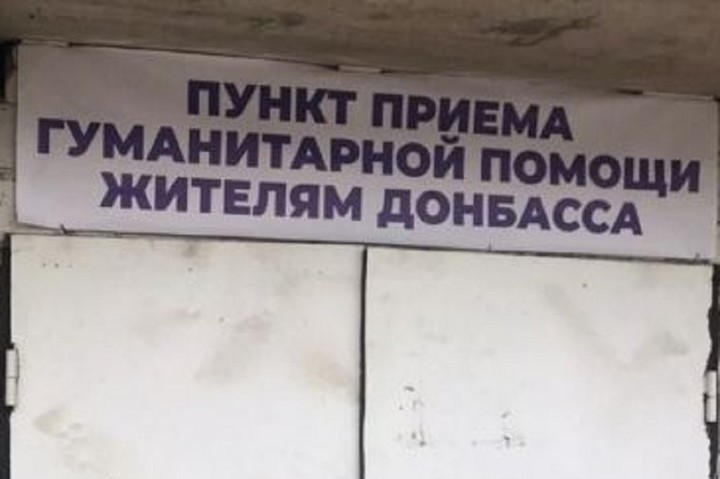 ПУНКТ ПРИЕМА
ГУМАНИТАРНОЙ ПОМОЩИ
ЖИТЕЛЯМ ДОНБАССА